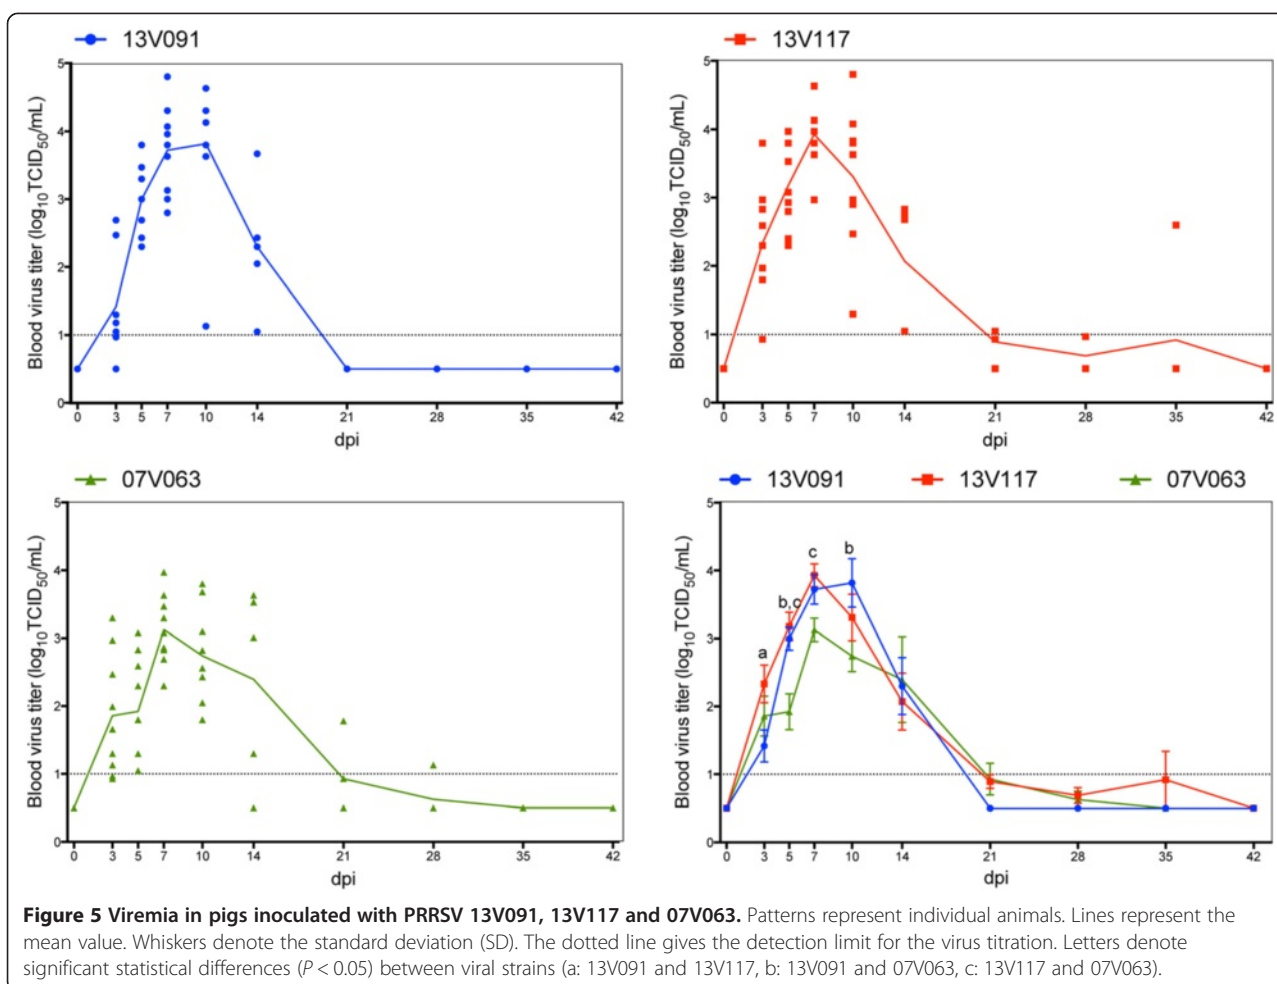 13V091
Blood virus titer (log10TCID50/mL)
5
4
3
2
1
0
0 3 5 7 10 14 21 28 35 42
dpi
13V117
Blood virus titer (log10TCID50/mL)
5
4
3
2
1
0
0 3 5 7 10 14 21 28 35 42
dpi
07V063
Blood virus titer (log10TCID50/mL)
5
4
3
2
1
0
0 3 5 7 10 14 21 28 35 42
dpi
13V091 13V117 07V063
Blood virus titer (log10TCID50/mL)
5
4
3
2
1
0
a
b,c
c
b
0 3 5 7 10 14 21 28 35 42
dpi
Figure 5 Viremia in pigs inoculated with PRRSV 13V091, 13V117 and 07V063. Patterns represent individual animals. Lines represent the
mean value. Whiskers denote the standard deviation (SD). The dotted line gives the detection limit for the virus titration. Letters denote
significant statistical differences (P < 0.05) between viral strains (a: 13V091 and 13V117, b: 13V091 and 07V063, c: 13V117 and 07V063).